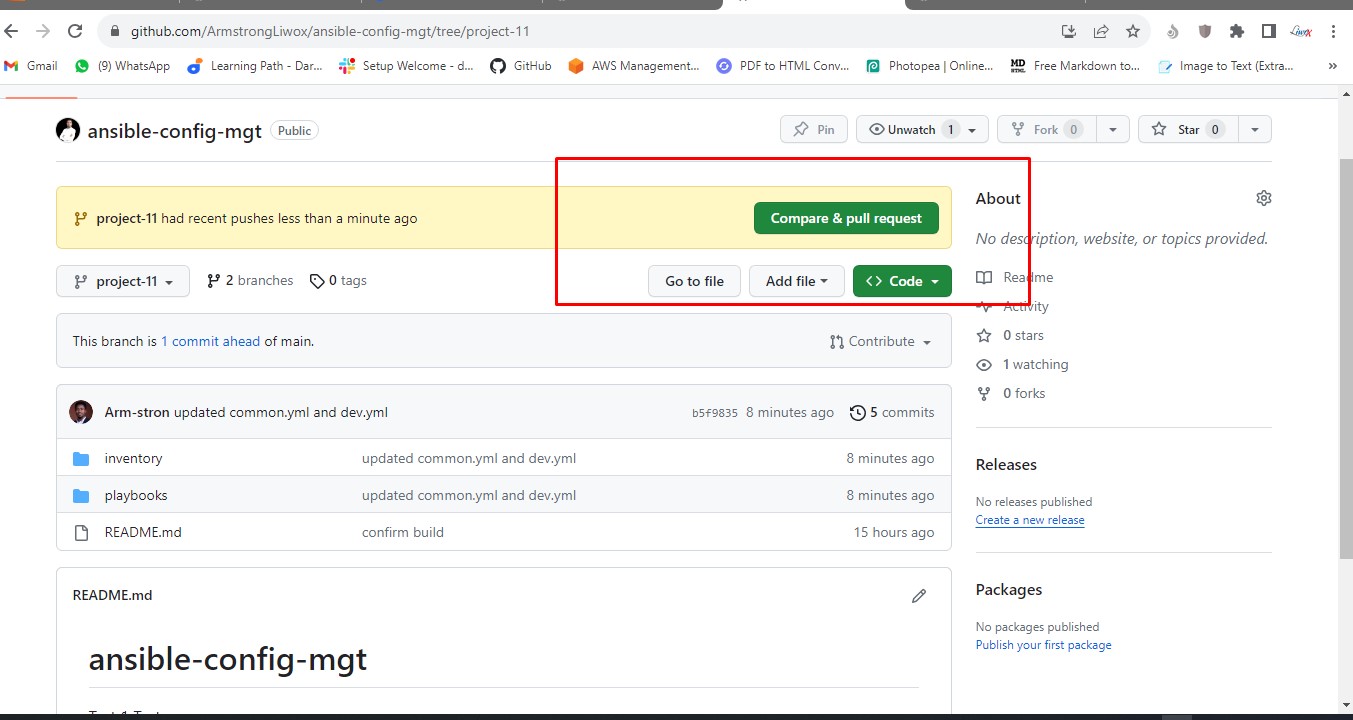 github.com/ArmstrongLiwox/ansible-config-mgt/tree/project-11
Gmail (9) WhatsApp Learning Path - Dar... Setup Welcome - d... GitHub AWS Management... PDF to HTML Conv... Photopea | Online... MD HTML Free Markdown to... Image to Text (Extra... »
ansible-config-mgt Public Pin Unwatch 1 Fork 0 Star 0
project-11 had recent pushes less than a minute ago Compare & pull request
About
No description, website, or topics provided.
project-11 2 branches 0 tags Go to file Add file <> Code
Readme
Activity
This branch is 1 commit ahead of main. Contribute
0 stars
1 watching
0 forks
Arm-stron updated common.yml and dev.yml b5f9835 8 minutes ago 5 commits
inventory updated common.yml and dev.yml 8 minutes ago
playbooks updated common.yml and dev.yml 8 minutes ago
README.md confirm build 15 hours ago
Releases
No releases published
Create a new release
Packages
No packages published
Publish your first package
README.md
ansible-config-mgt